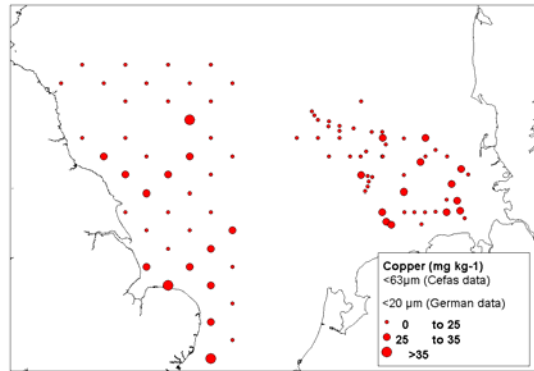 Copper (mg kg-1)
<63µm (Cefas data)
<20 µm (German data)
0 to 25
25 to 35
>35